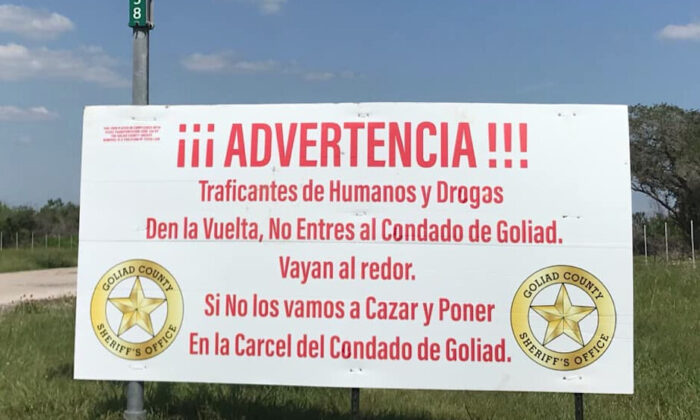 8
¡¡¡ ADVERTENCIA !!!
Traficantes de Humanos y Drogas
Den la Vuelta, No Entres al Condado de Goliad.
Vayan al redor.
Si No los vamos a Cazar y Poner
En la Carcel del Condado de Goliad.
GOLIAD COUNTY
SHERIFF'S OFFICE
GOLIAD COUNTY
SHERIFF'S OFFICE